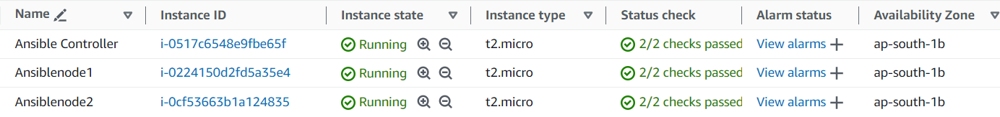 Name Instance ID Instance state Instance type Status check Alarm status Availability Zone
Ansible Controller i-0517c6548e9fbe65f Running t2.micro 2/2 checks passed View alarms ap-south-1b
Ansiblenode1 i-0224150d2fd5a35e4 Running t2.micro 2/2 checks passed View alarms ap-south-1b
Ansiblenode2 i-0cf53663b1a124835 Running t2.micro 2/2 checks passed View alarms ap-south-1b